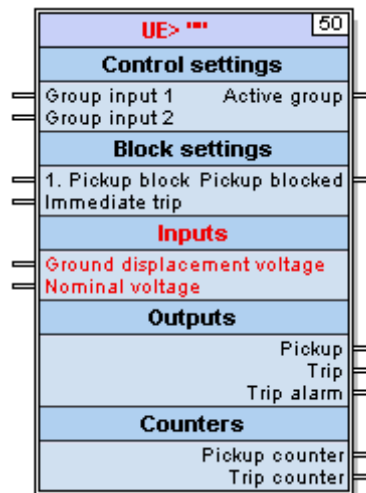 UE> "" 50
Control settings
Group input 1 Active group
Group input 2
Block settings
1. Pickup block Pickup blocked
Immediate trip
Inputs
Ground displacement voltage
Nominal voltage
Outputs
Pickup
Trip
Trip alarm
Counters
Pickup counter
Trip counter